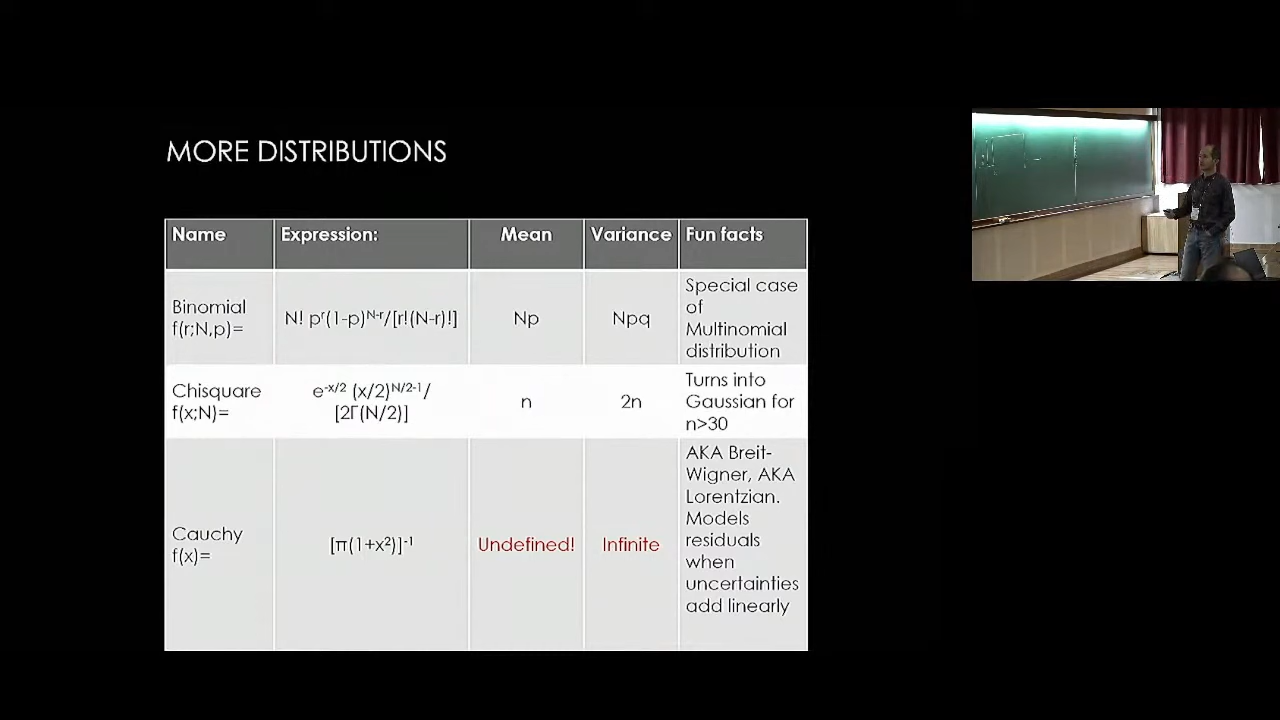 MORE DISTRIBUTIONS
Name Expression: Mean Variance Fun facts
Binomial
f(r;N,p)=
N! pʳ(1-p)ᴺ⁻ʳ/[r!(N-r)!]
Np
Npq
Special case
of
Multinomial
distribution
Chisquare
f(x;N)=
e⁻ˣ/² (x/2)ᴺ/²⁻¹/
[2Γ(N/2)]
n
2n
Turns into
Gaussian for
n>30
Cauchy
f(x)=
[π(1+x²)]⁻¹
Undefined!
Infinite
AKA Breit-
Wigner, AKA
Lorentzian.
Models
residuals
when
uncertainties
add linearly